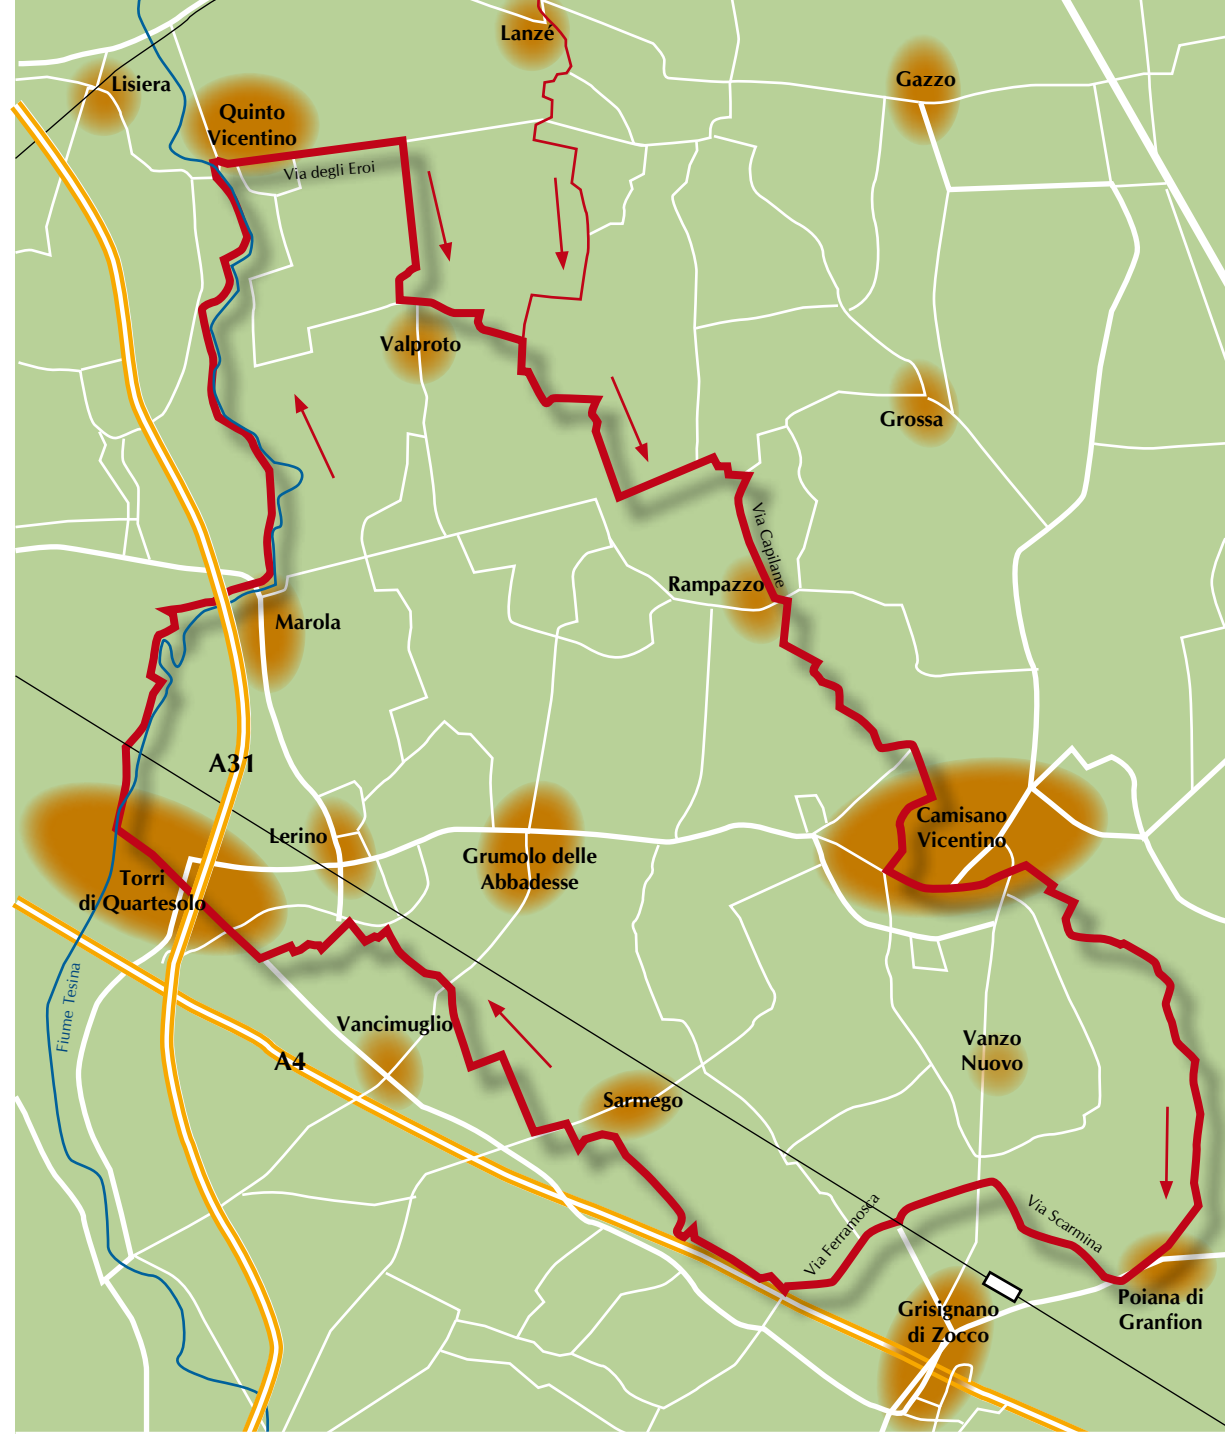 Lanzé
Lisiera
Gazzo
Quinto
Vicentino
Via degli Eroi
Valproto
Grossa
Via Capilane
Rampazzo
Marola
A31
Camisano
Vicentino
Lerino
Grumolo delle
Abbadesse
Torri
di Quartesolo
Fiume Tesina
Vancimuglio
A4
Vanzo
Nuovo
Sarmego
Via Ferramosca
Via Scarmina
Poiana di
Granfion
Grisignano
di Zocco